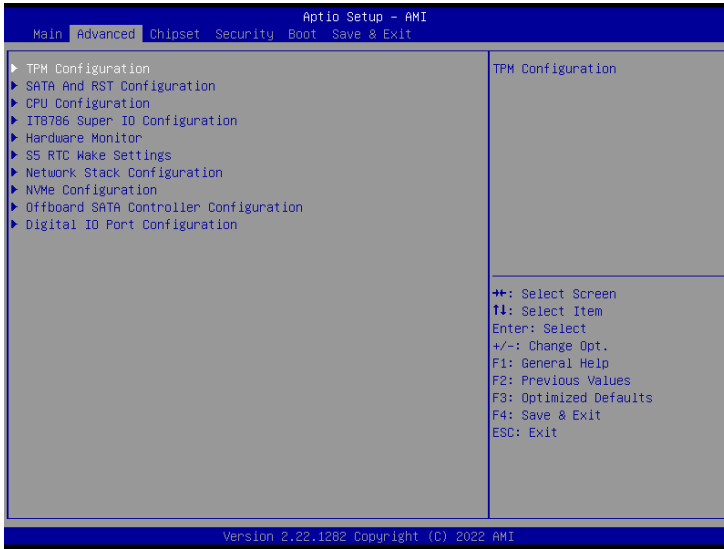 Aptio Setup – AMI
Main Advanced Chipset Security Boot Save & Exit
TPM Configuration
SATA And RST Configuration
CPU Configuration
IT8786 Super IO Configuration
Hardware Monitor
S5 RTC Wake Settings
Network Stack Configuration
NVMe Configuration
Offboard SATA Controller Configuration
Digital IO Port Configuration
TPM Configuration
→←: Select Screen
↑↓: Select Item
Enter: Select
+/-: Change Opt.
F1: General Help
F2: Previous Values
F3: Optimized Defaults
F4: Save & Exit
ESC: Exit
Version 2.22.1282 Copyright (C) 2022 AMI